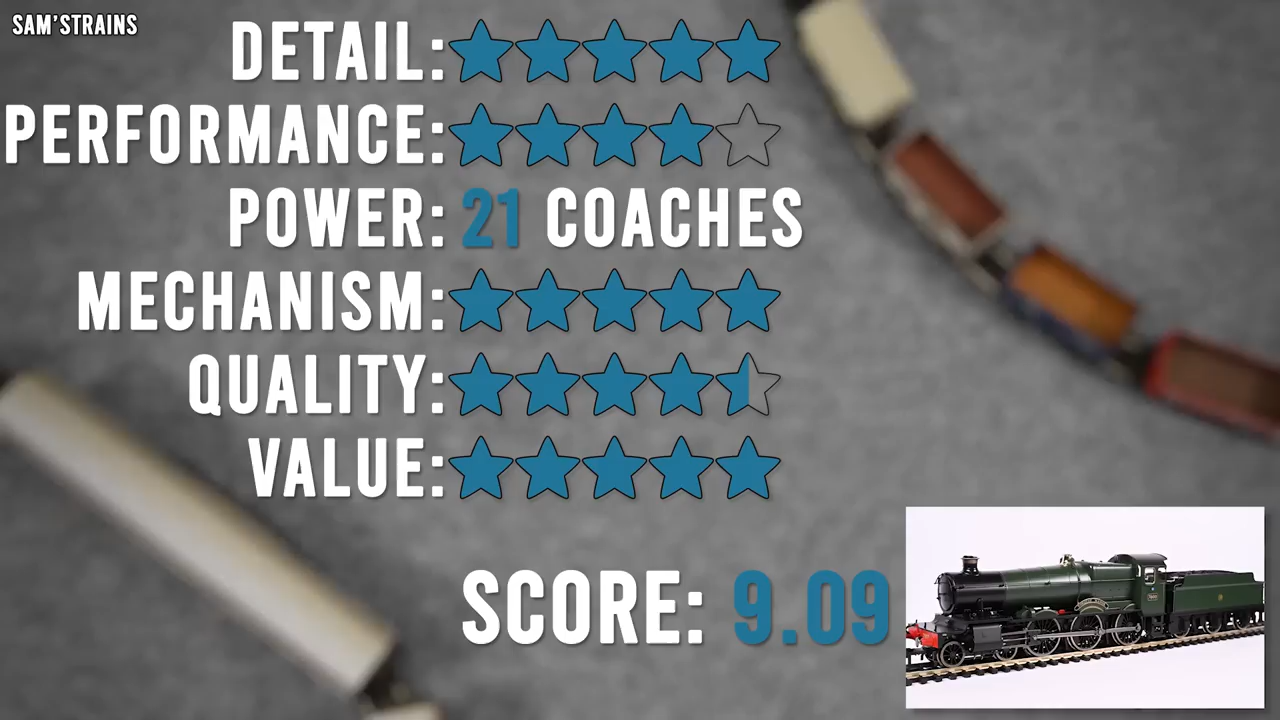 SAM'STRAINS
DETAIL:
PERFORMANCE:
POWER: 21 COACHES
MECHANISM:
QUALITY:
VALUE:
SCORE: 9.09